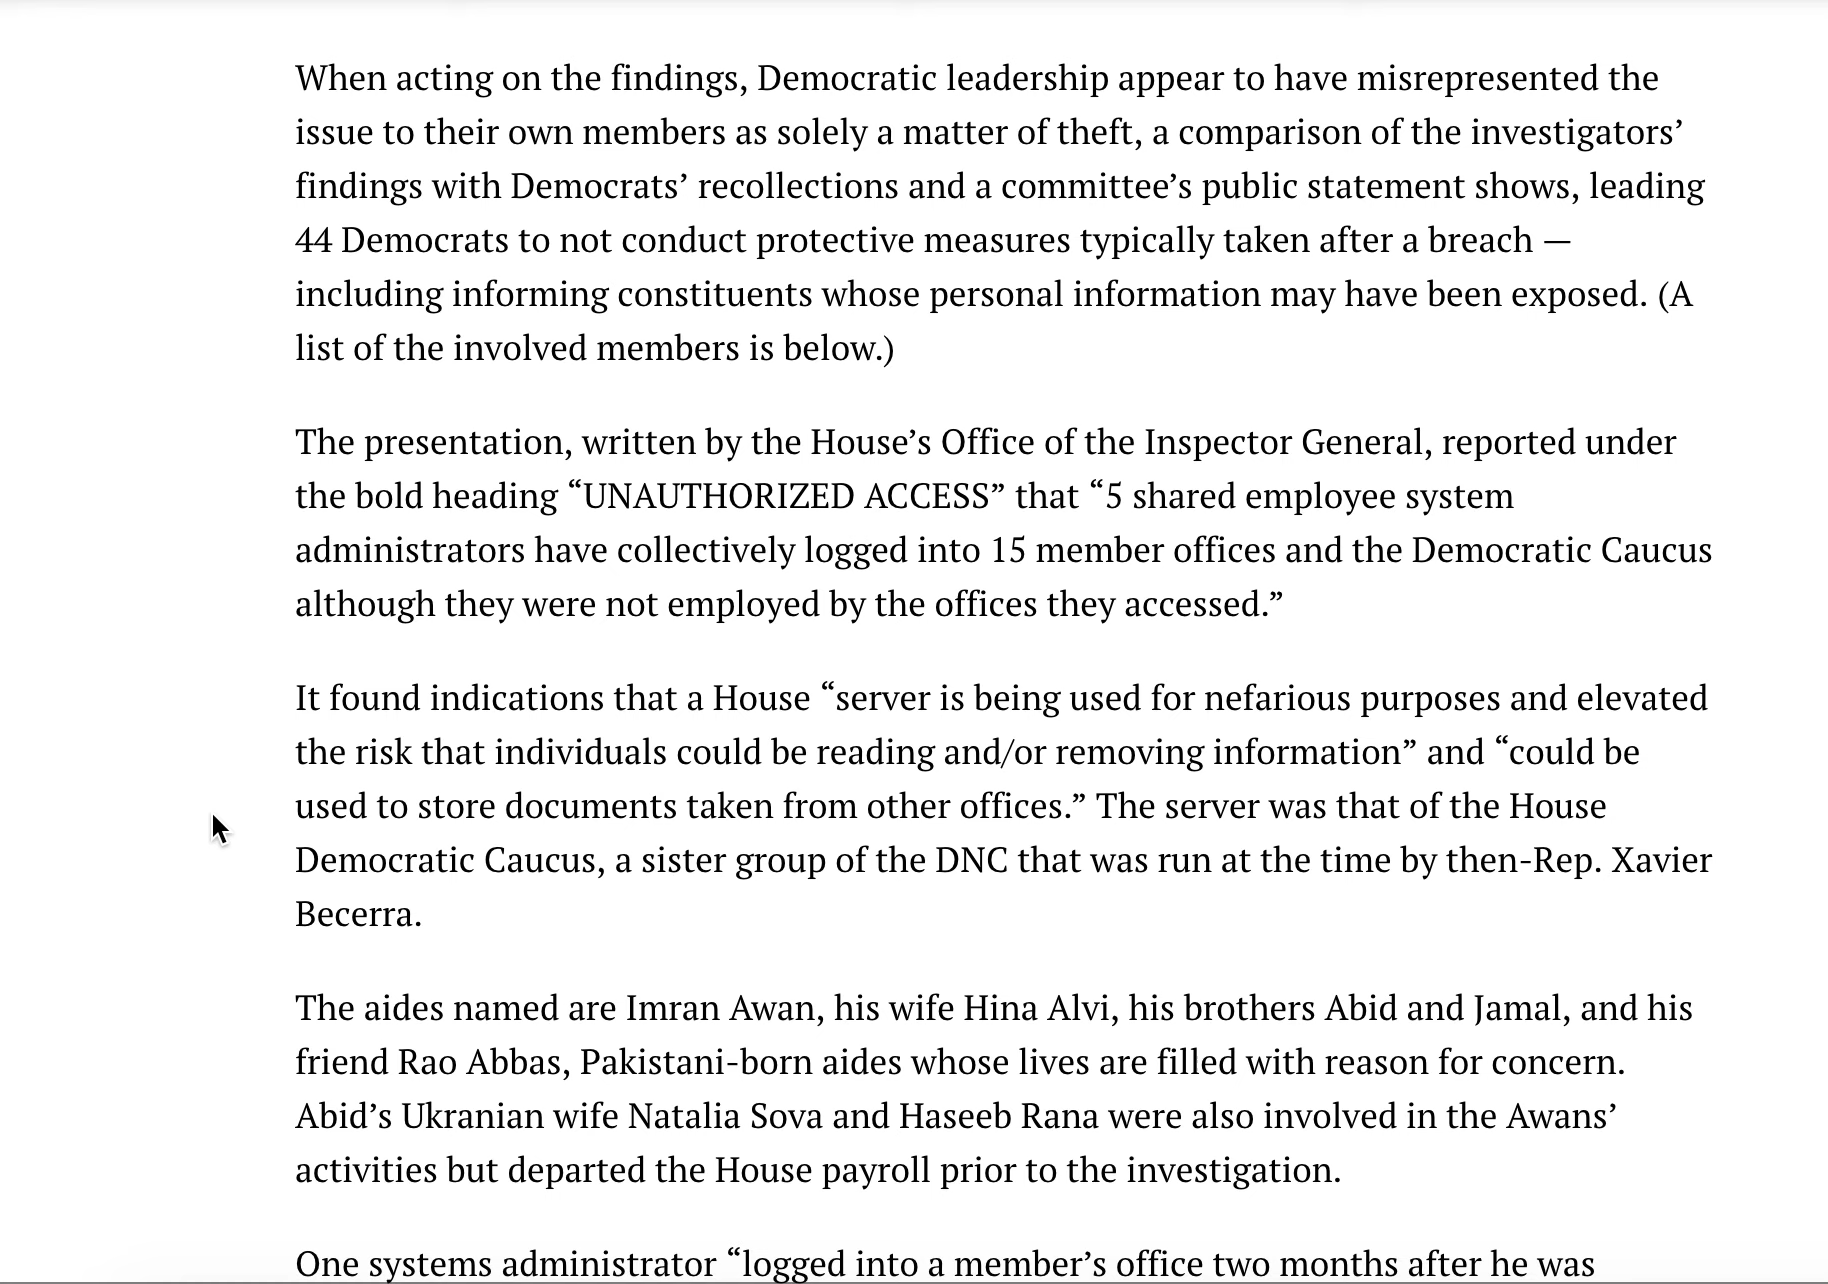 When acting on the findings, Democratic leadership appear to have misrepresented the
issue to their own members as solely a matter of theft, a comparison of the investigators’
findings with Democrats’ recollections and a committee’s public statement shows, leading
44 Democrats to not conduct protective measures typically taken after a breach —
including informing constituents whose personal information may have been exposed. (A
list of the involved members is below.)
The presentation, written by the House’s Office of the Inspector General, reported under
the bold heading “UNAUTHORIZED ACCESS” that “5 shared employee system
administrators have collectively logged into 15 member offices and the Democratic Caucus
although they were not employed by the offices they accessed.”
It found indications that a House “server is being used for nefarious purposes and elevated
the risk that individuals could be reading and/or removing information” and “could be
used to store documents taken from other offices.” The server was that of the House
Democratic Caucus, a sister group of the DNC that was run at the time by then-Rep. Xavier
Becerra.
The aides named are Imran Awan, his wife Hina Alvi, his brothers Abid and Jamal, and his
friend Rao Abbas, Pakistani-born aides whose lives are filled with reason for concern.
Abid’s Ukranian wife Natalia Sova and Haseeb Rana were also involved in the Awans’
activities but departed the House payroll prior to the investigation.
One systems administrator “logged into a member’s office two months after he was